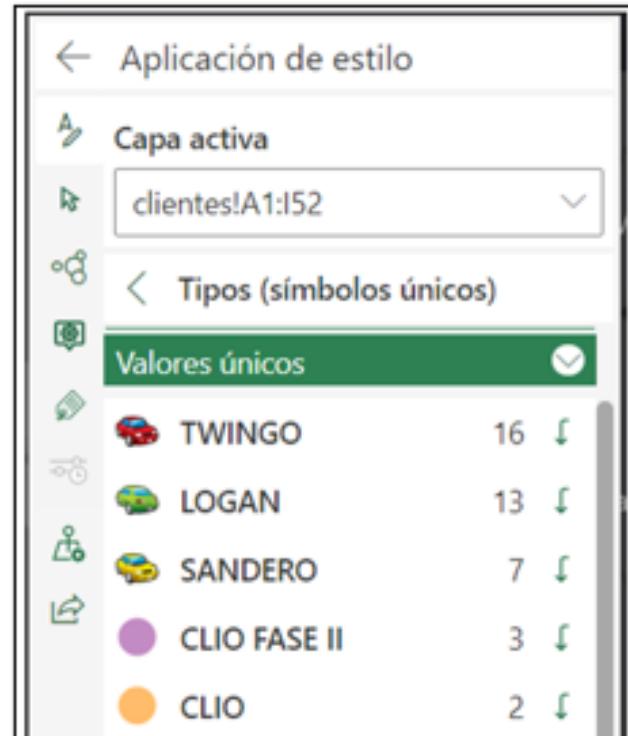 Aplicación de estilo
Capa activa
clientes!A1:I52
Tipos (símbolos únicos)
Valores únicos
TWINGO 16
LOGAN 13
SANDERO 7
CLIO FASE II 3
CLIO 2